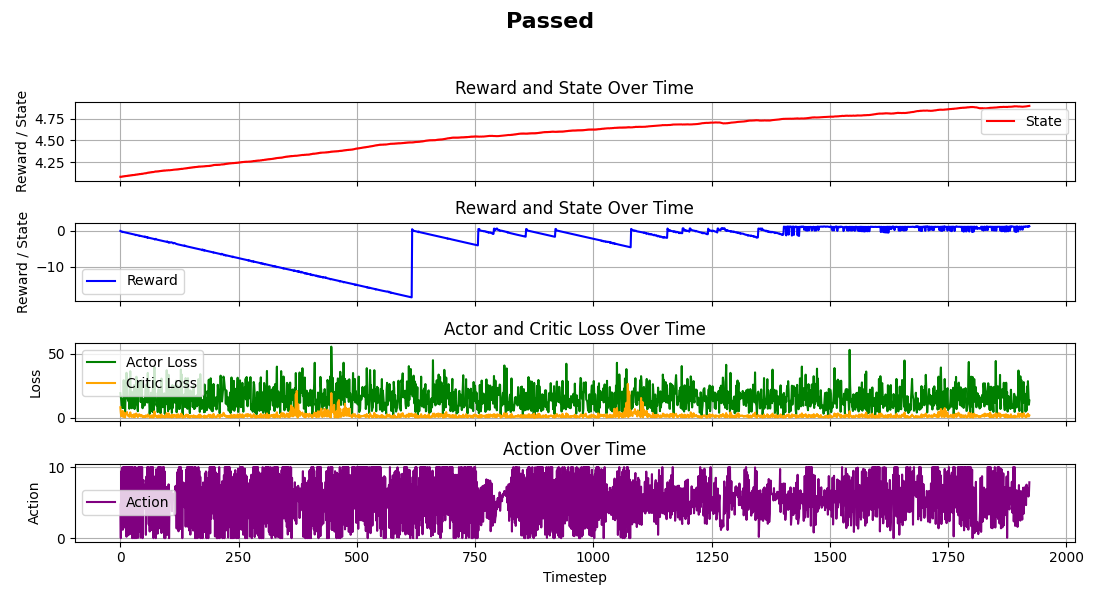 Passed
Reward and State Over Time
Reward / State
4.75
4.50
4.25
State
Reward and State Over Time
Reward / State
0
−10
Reward
Actor and Critic Loss Over Time
Loss
50
0
Actor Loss
Critic Loss
Action Over Time
Action
10
0
Action
0 250 500 750 1000 1250 1500 1750 2000
Timestep